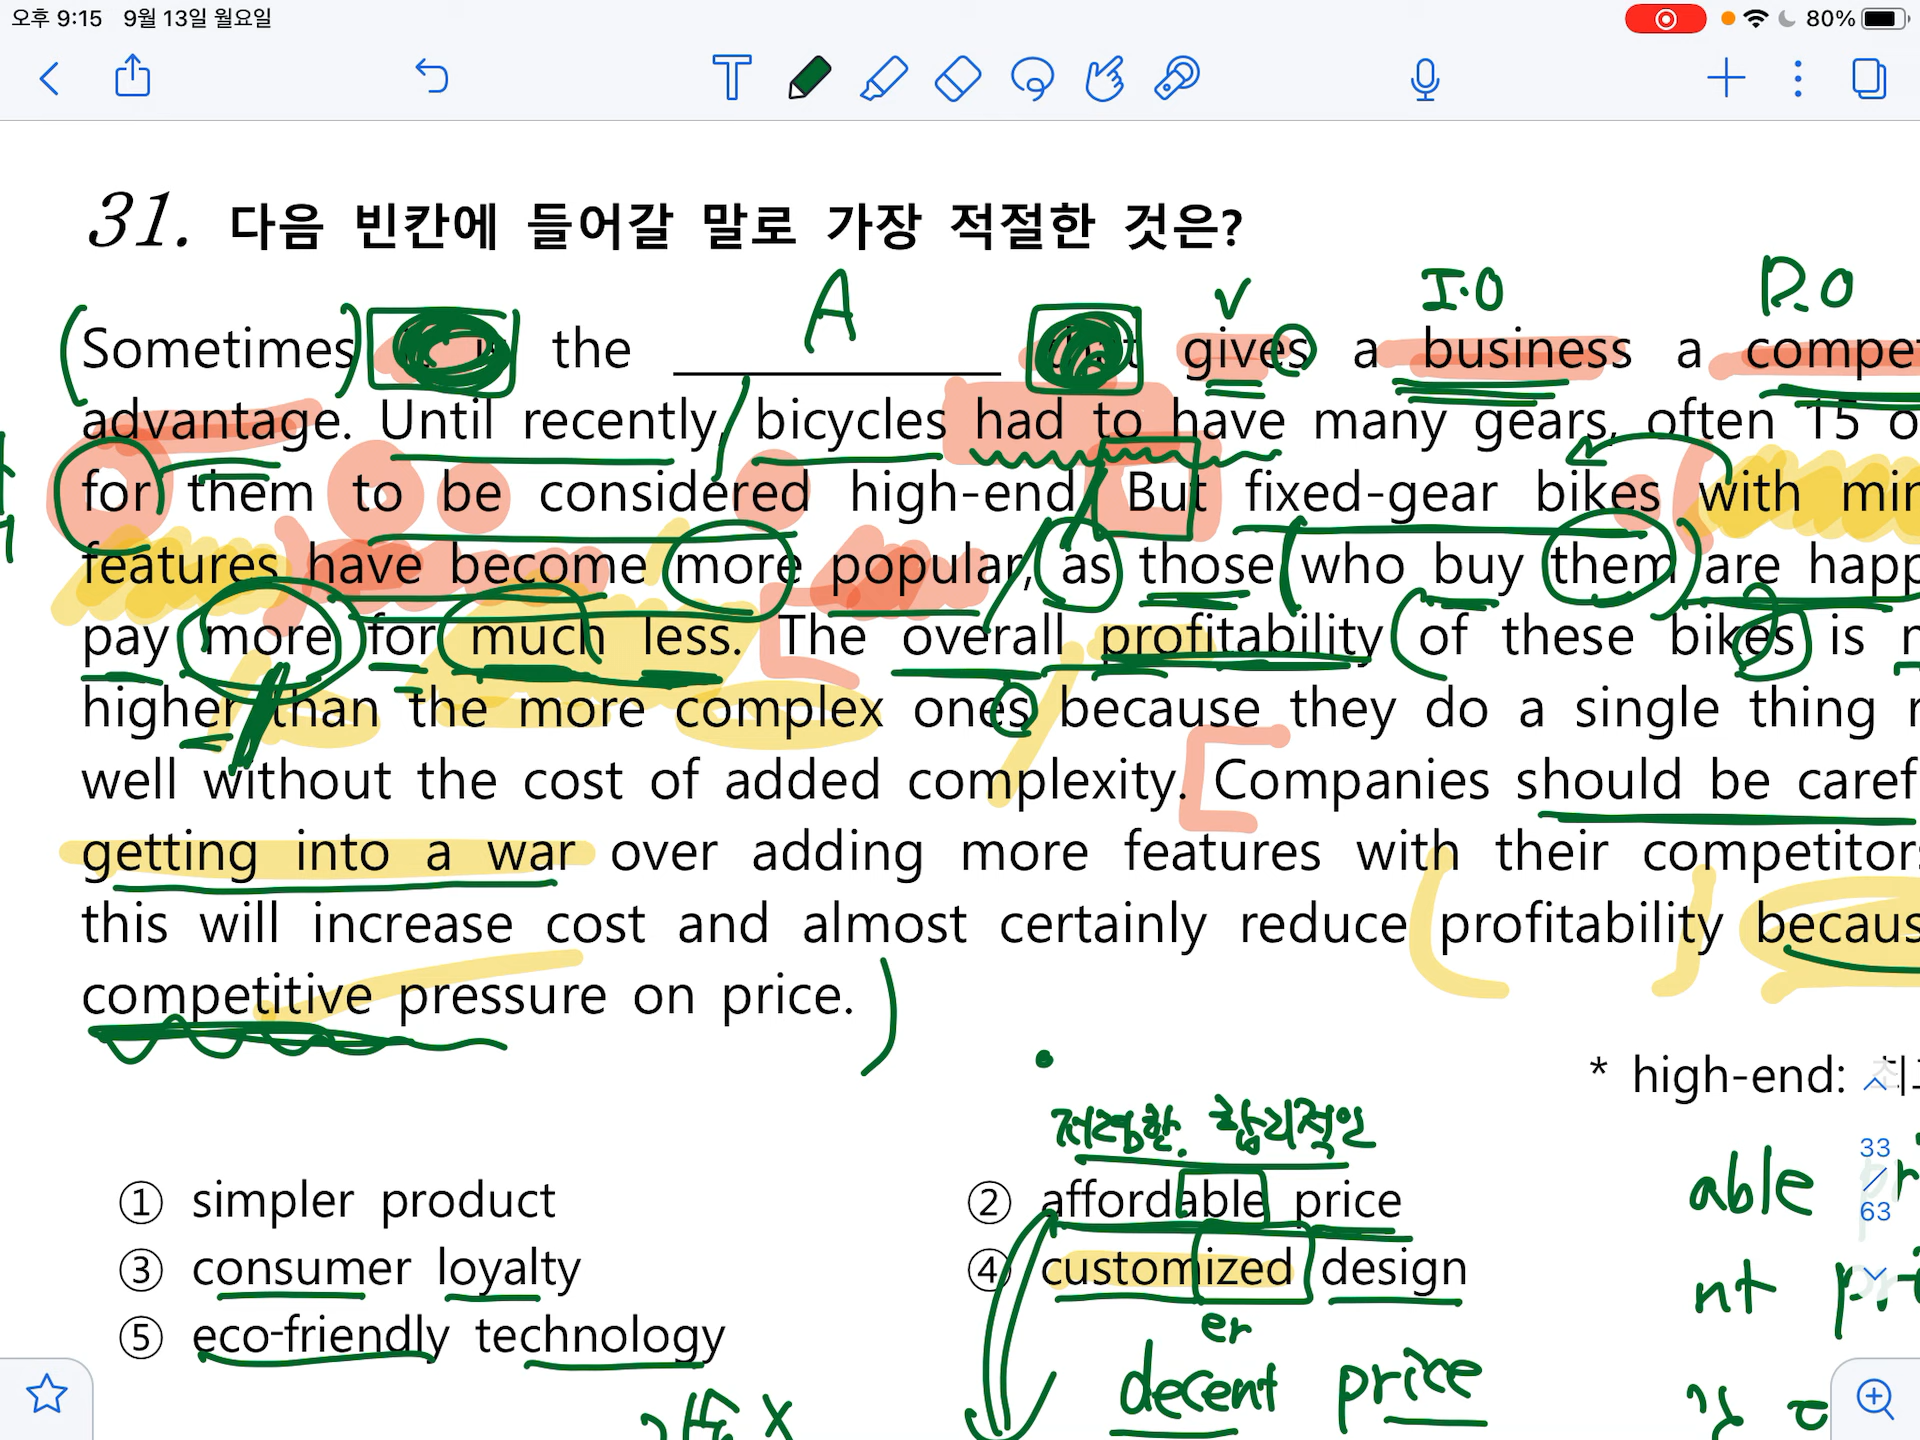 오후 9:15 9월 13일 월요일 80%
31. 다음 빈칸에 들어갈 말로 가장 적절한 것은?
A V I.O D.O
Sometimes the gives a business a compe
advantage. Until recently, bicycles had to have many gears, often 15 o
for them to be considered high-end. But fixed-gear bikes with min
features have become more popular, as those who buy them are happ
pay more for much less. The overall profitability of these bikes is m
higher than the more complex ones because they do a single thing r
well without the cost of added complexity. Companies should be caref
getting into a war over adding more features with their competitors
this will increase cost and almost certainly reduce profitability becaus
competitive pressure on price.
* high-end: 최고
저렴한. 합리적인
① simpler product
② affordable price
③ consumer loyalty
④ customized design
⑤ eco-friendly technology
er
decent price
able
nt
33
/
63
X